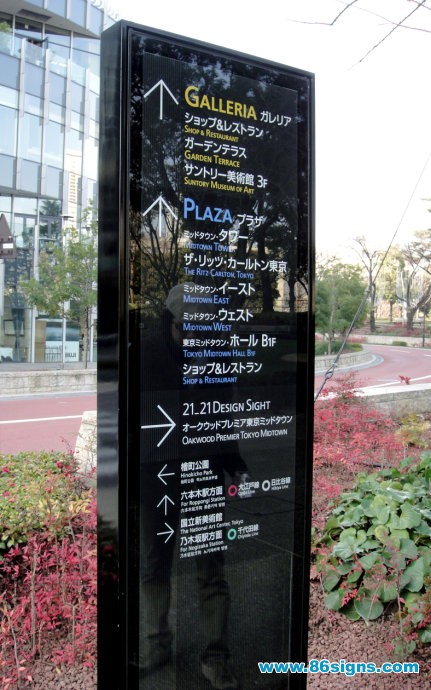 GALLERIA ガレリア
ショップ&レストラン
SHOP & RESTAURANT
ガーデンテラス
GARDEN TERRACE
サントリー美術館 3F
SUNTORY MUSEUM OF ART
PLAZA プラザ
ミッドタウン・タワー
MIDTOWN TOWER
ザ・リッツ・カールトン東京
THE RITZ-CARLTON, TOKYO
ミッドタウン・イースト
MIDTOWN EAST
ミッドタウン・ウェスト
MIDTOWN WEST
東京ミッドタウン・ホール B1F
TOKYO MIDTOWN HALL B1F
ショップ&レストラン
SHOP & RESTAURANT
21_21 DESIGN SIGHT
オークウッドプレミア東京ミッドタウン
OAKWOOD PREMIER TOKYO MIDTOWN
檜町公園
Hinokicho Park
六本木駅方面 大江戸線 日比谷線
For Roppongi Station Oedo Line Hibiya Line
国立新美術館
The National Art Center, Tokyo
乃木坂駅方面 千代田線
For Nogizaka Station Chiyoda Line
www.86signs.com